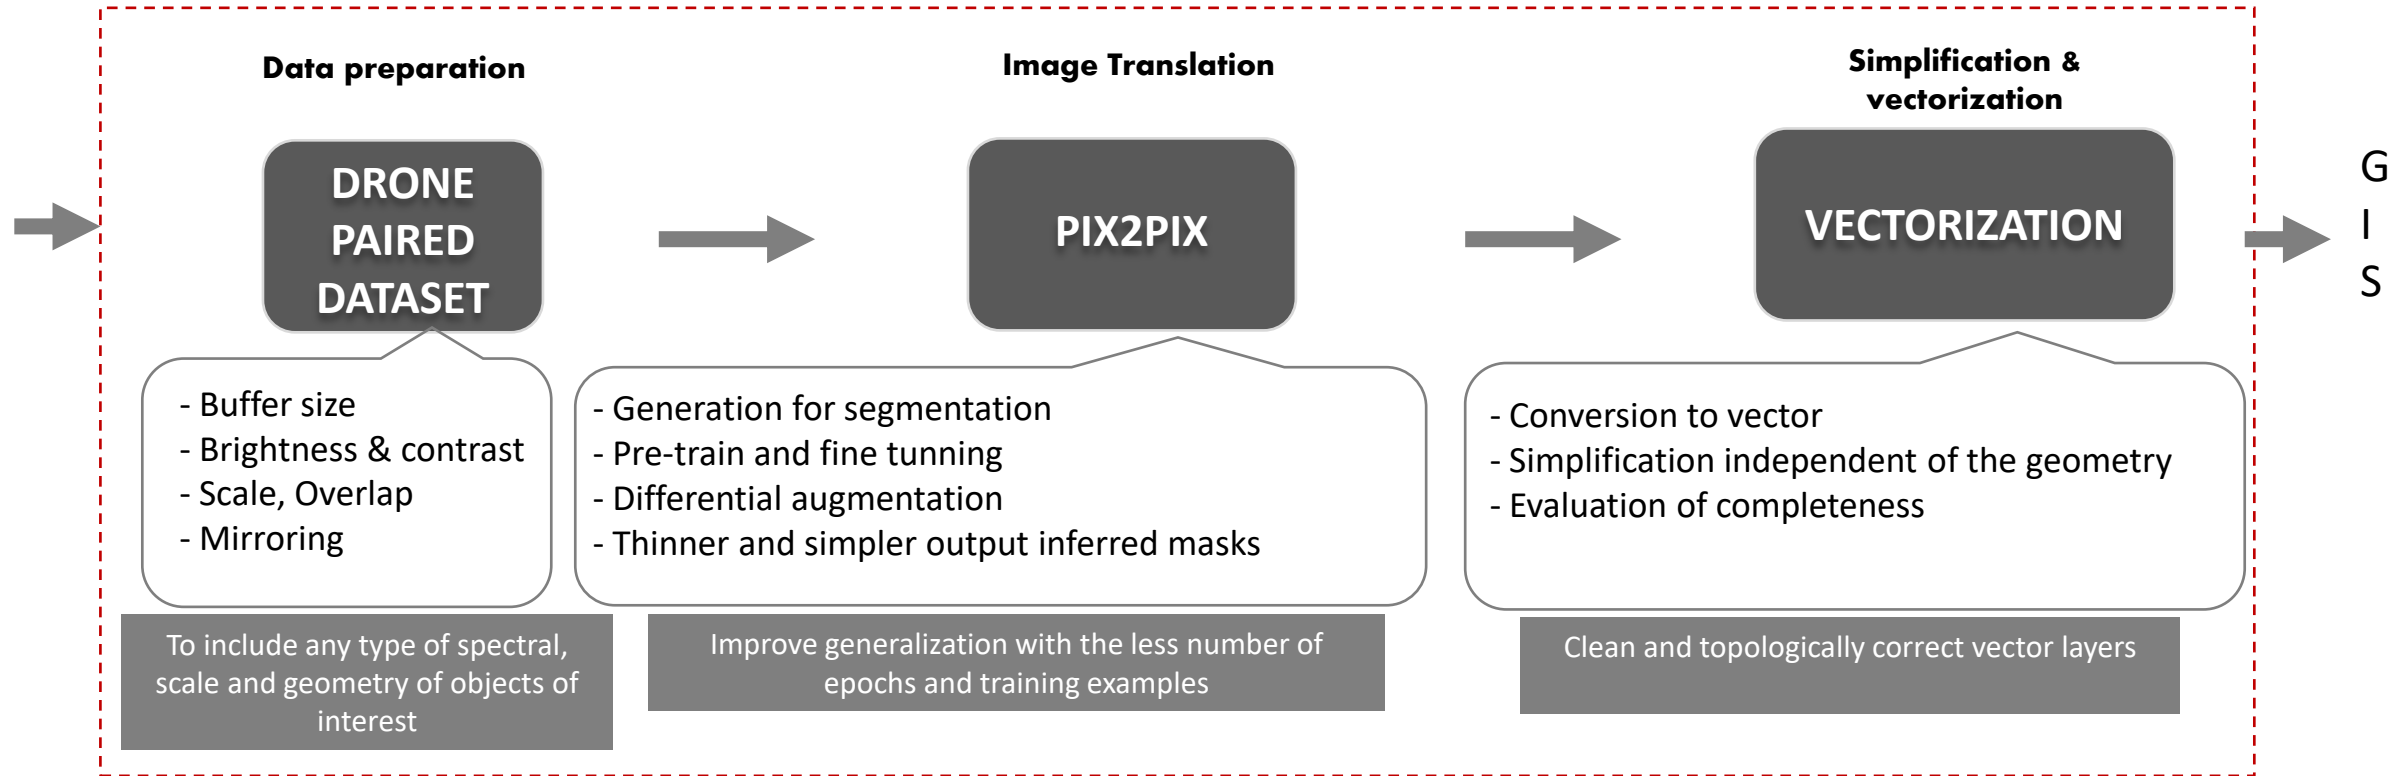 Data preparation
DRONE
PAIRED
DATASET
- Buffer size
- Brightness & contrast
- Scale, Overlap
- Mirroring
To include any type of spectral,
scale and geometry of objects of
interest
Image Translation
PIX2PIX
- Generation for segmentation
- Pre-train and fine tunning
- Differential augmentation
- Thinner and simpler output inferred masks
Improve generalization with the less number of
epochs and training examples
Simplification &
vectorization
VECTORIZATION
- Conversion to vector
- Simplification independent of the geometry
- Evaluation of completeness
Clean and topologically correct vector layers
G
I
S